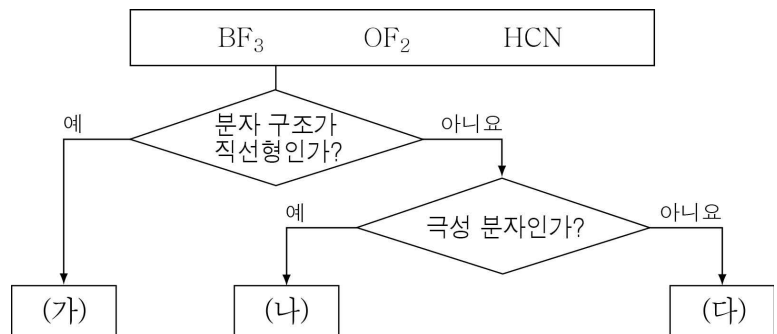 BF₃ OF₂ HCN
예
분자 구조가
직선형인가?
아니요
예
극성 분자인가?
아니요
(가) (나) (다)